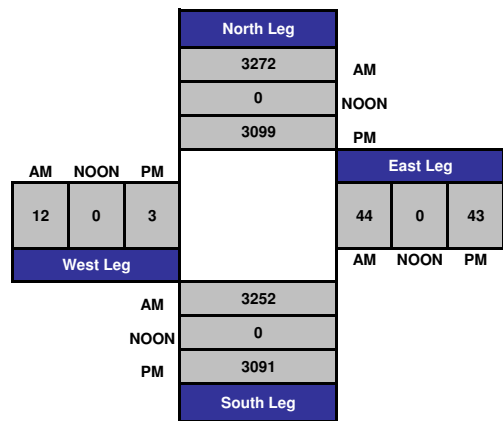 North Leg
3272 AM
0 NOON
3099 PM
AM NOON PM
East Leg
12 0 3
44 0 43
West Leg
AM NOON PM
AM 3252
NOON 0
PM 3091
South Leg